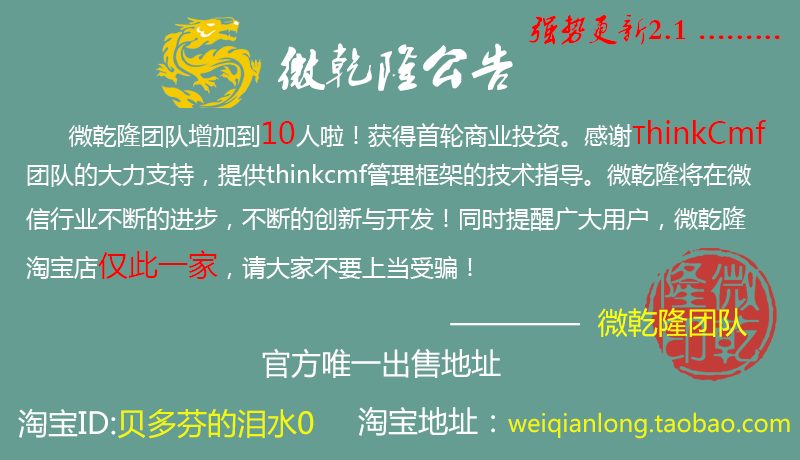 强势更新2.1 ………
微乾隆公告
微乾隆团队增加到10人啦！获得首轮商业投资。感谢ThinkCmf
团队的大力支持，提供thinkcmf管理框架的技术指导。微乾隆将在微
信行业不断的进步，不断的创新与开发！同时提醒广大用户，微乾隆
淘宝店仅此一家，请大家不要上当受骗！
———— 微乾隆团队
微乾隆印
官方唯一出售地址
淘宝ID:贝多芬的泪水0 淘宝地址：weiqianlong.taobao.com